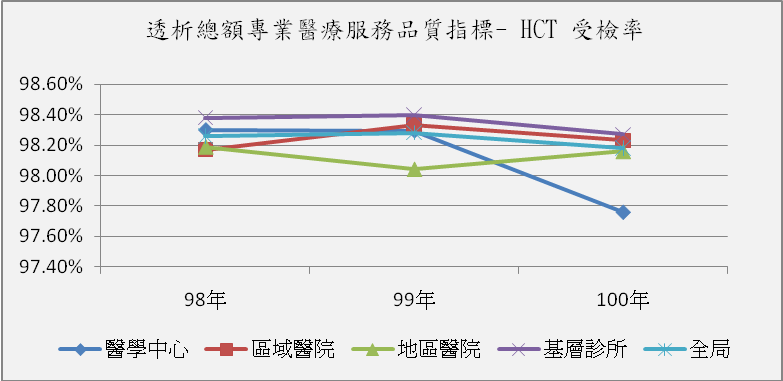 透析總額專業醫療服務品質指標- HCT 受檢率
98.60%
98.40%
98.20%
98.00%
97.80%
97.60%
97.40%
98年 99年 100年
醫學中心 區域醫院 地區醫院 基層診所 全局